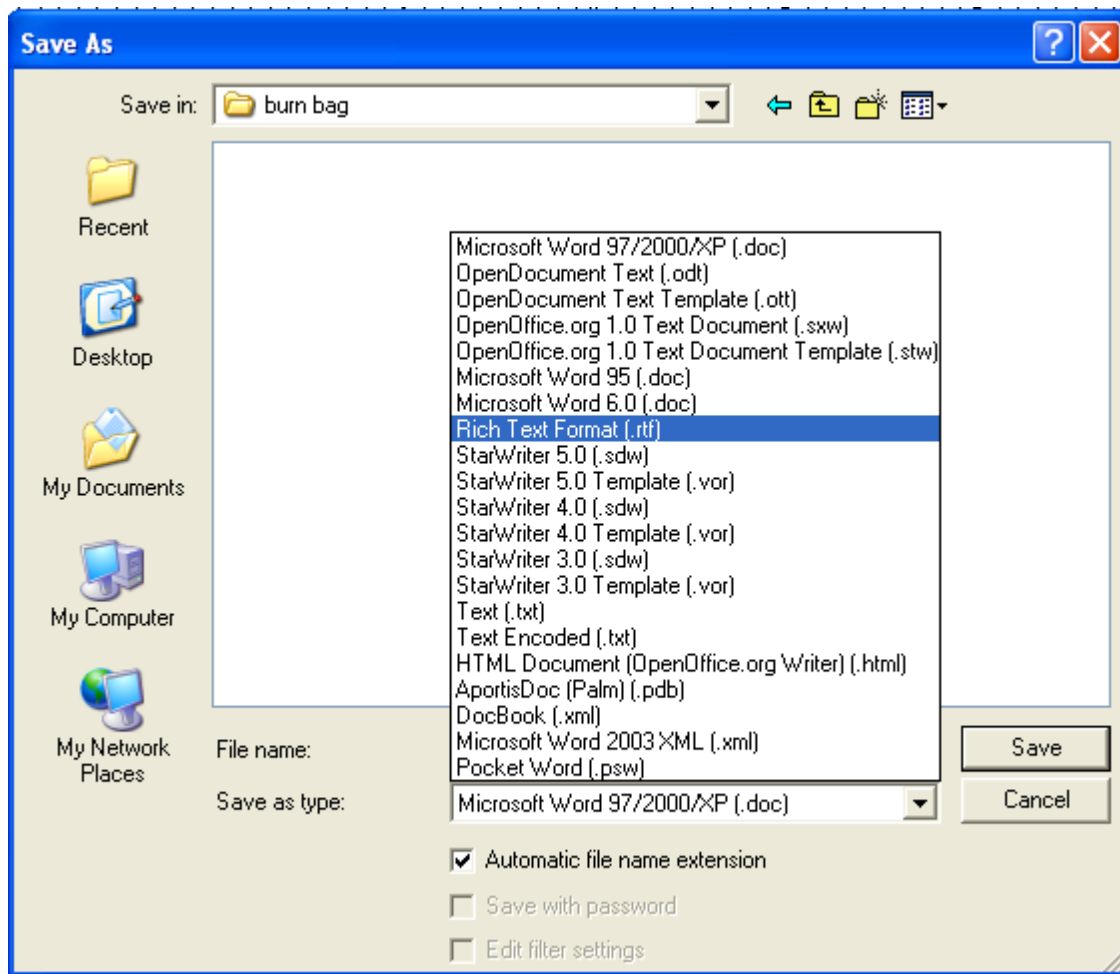 Save As
Save in:
burn bag
Recent
Desktop
My Documents
My Computer
My Network
Places
Microsoft Word 97/2000/XP (.doc)
OpenDocument Text (.odt)
OpenDocument Text Template (.ott)
OpenOffice.org 1.0 Text Document (.sxw)
OpenOffice.org 1.0 Text Document Template (.stw)
Microsoft Word 95 (.doc)
Microsoft Word 6.0 (.doc)
Rich Text Format (.rtf)
StarWriter 5.0 (.sdw)
StarWriter 5.0 Template (.vor)
StarWriter 4.0 (.sdw)
StarWriter 4.0 Template (.vor)
StarWriter 3.0 (.sdw)
StarWriter 3.0 Template (.vor)
Text (.txt)
Text Encoded (.txt)
HTML Document (OpenOffice.org Writer) (.html)
AportisDoc (Palm) (.pdb)
DocBook (.xml)
Microsoft Word 2003 XML (.xml)
Pocket Word (.psw)
File name:
Save
Save as type:
Microsoft Word 97/2000/XP (.doc)
Cancel
Automatic file name extension
Save with password
Edit filter settings